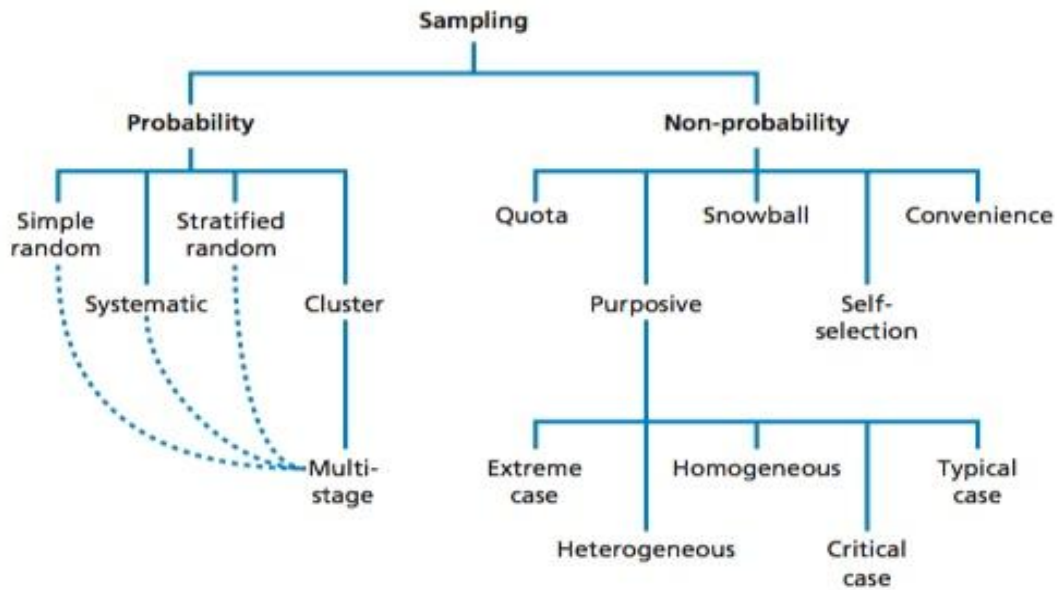 Sampling
Probability
Non-probability
Simple
random
Stratified
random
Quota
Snowball
Convenience
Systematic
Cluster
Purposive
Self-
selection
Multi-
stage
Extreme
case
Homogeneous
Typical
case
Heterogeneous
Critical
case